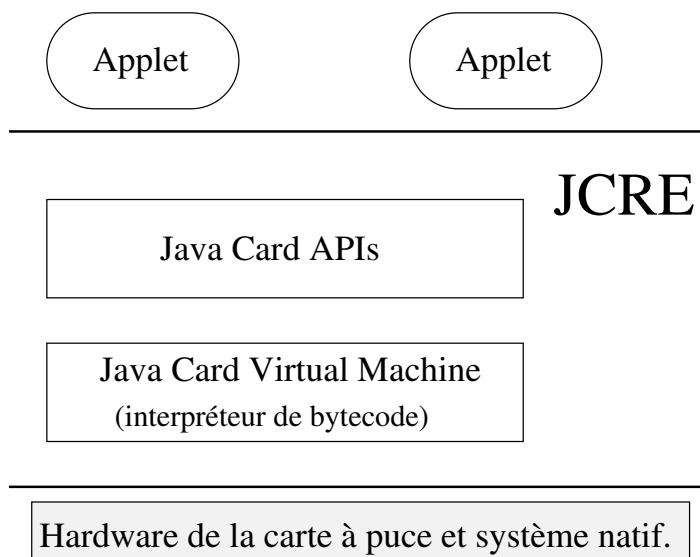 Applet
Applet
JCRE
Java Card APIs
Java Card Virtual Machine
(interpréteur de bytecode)
Hardware de la carte à puce et système natif.